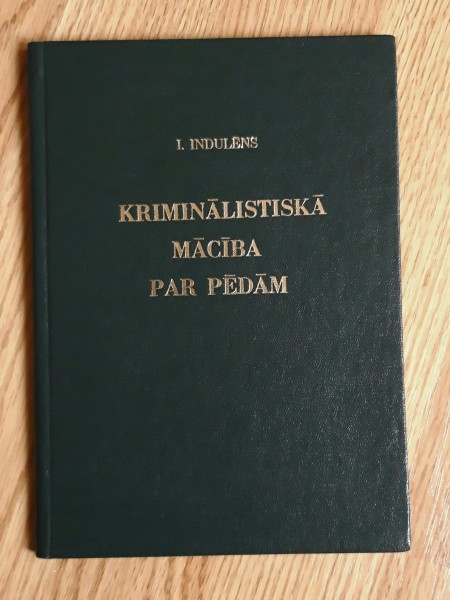 I. INDULĒNS
KRIMINĀLISTISKĀ
MĀCĪBA
PAR PĒDĀM